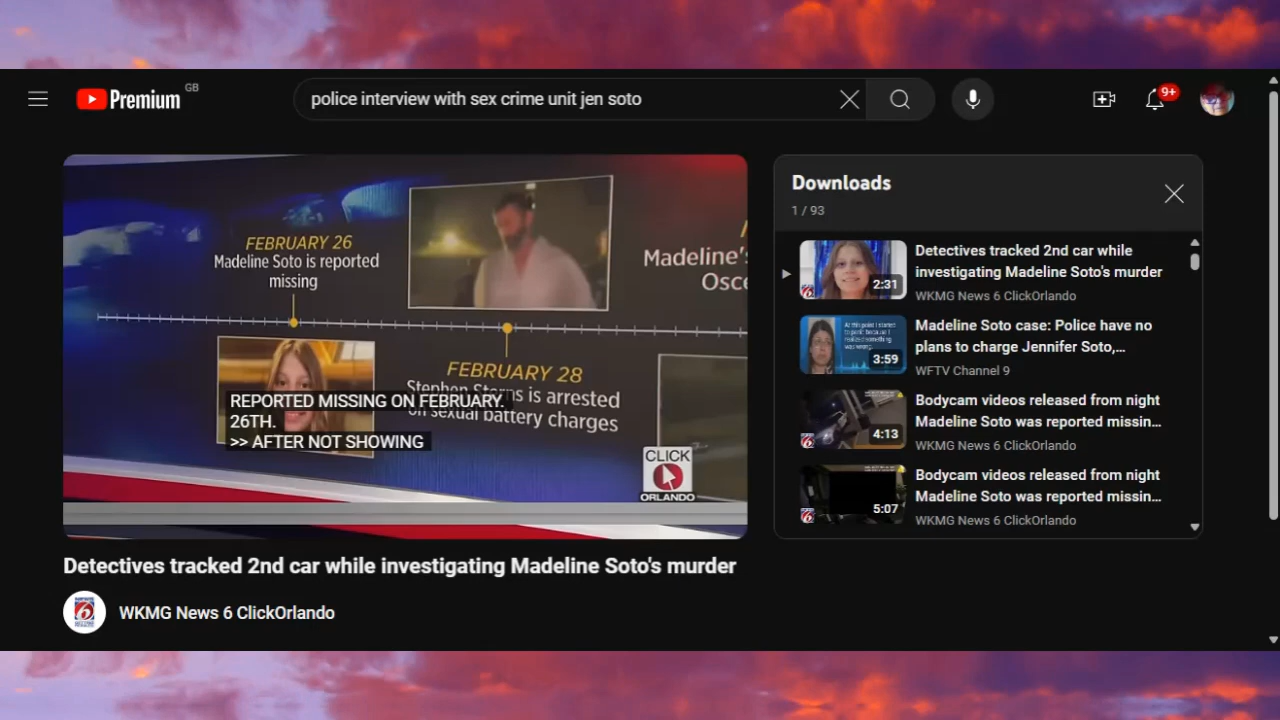 Premium GB
police interview with sex crime unit jen soto
9+
FEBRUARY 26
Madeline Soto is reported
missing
Madeline's
Osce
FEBRUARY 28
Stephen Sterns is arrested
on sexual battery charges
REPORTED MISSING ON FEBRUARY.
26TH.
>> AFTER NOT SHOWING
CLICK
ORLANDO
Detectives tracked 2nd car while investigating Madeline Soto's murder
WKMG News 6 ClickOrlando
Downloads
1 / 93
2:31
Detectives tracked 2nd car while
investigating Madeline Soto's murder
WKMG News 6 ClickOrlando
3:59
Madeline Soto case: Police have no
plans to charge Jennifer Soto,...
WFTV Channel 9
4:13
Bodycam videos released from night
Madeline Soto was reported missin...
WKMG News 6 ClickOrlando
5:07
Bodycam videos released from night
Madeline Soto was reported missin...
WKMG News 6 ClickOrlando